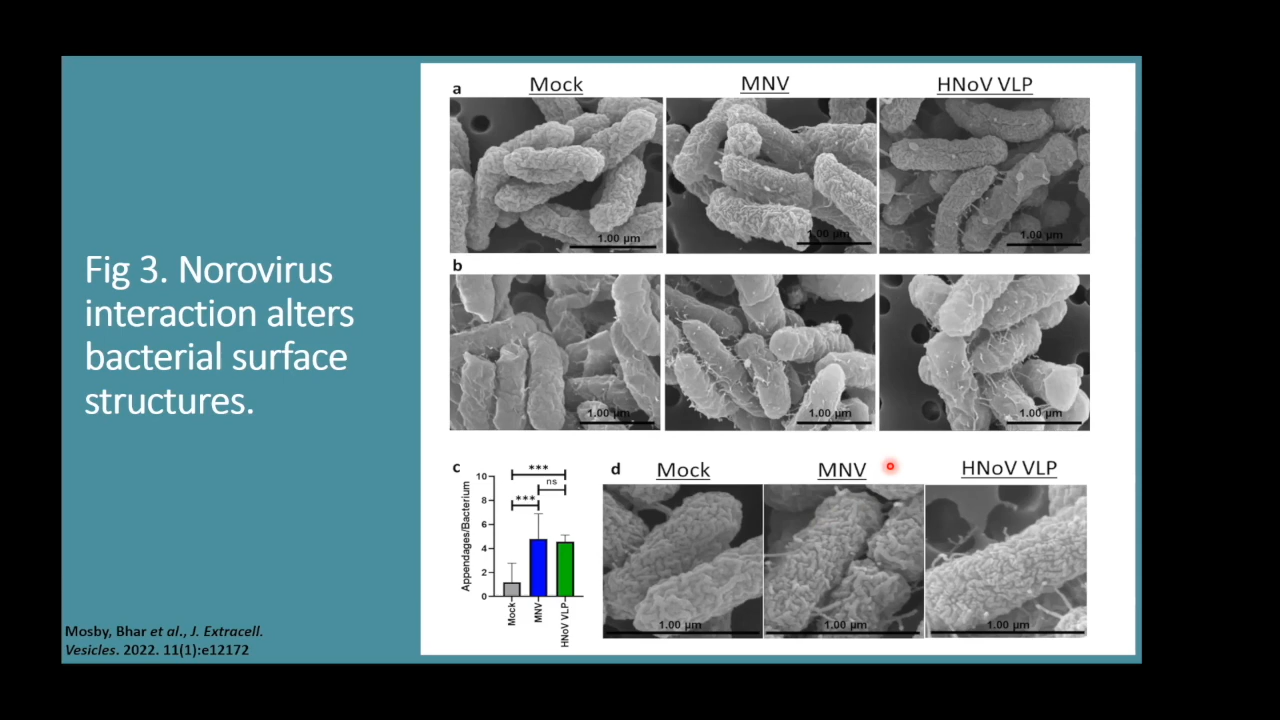 Fig 3. Norovirus
interaction alters
bacterial surface
structures.
Mosby, Bhar et al., J. Extracell.
Vesicles. 2022. 11(1):e12172
a
Mock
MNV
HNoV VLP
1.00 µm
1.00 µm
1.00 µm
b
1.00 µm
1.00 µm
1.00 µm
c
Appendages/Bacterium
10
8
6
4
2
0
***
ns
***
Mock
MNV
HNoV VLP
d
Mock
MNV
HNoV VLP
1.00 µm
1.00 µm
1.00 µm